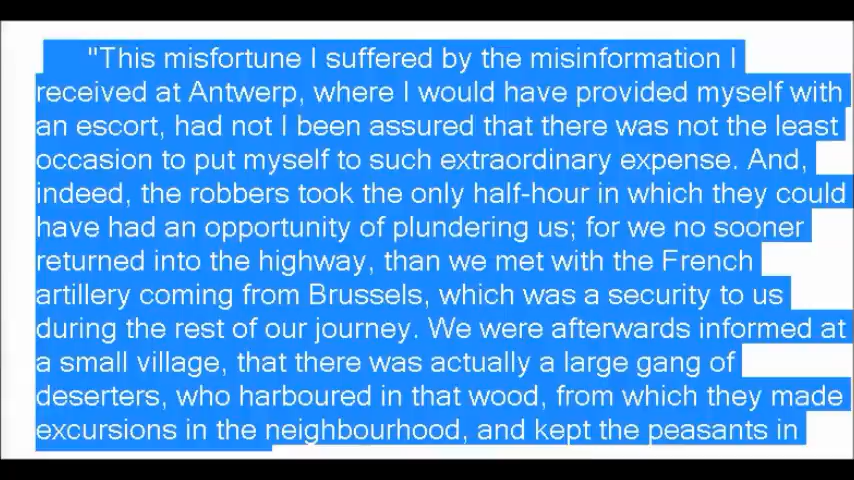 "This misfortune I suffered by the misinformation I
received at Antwerp, where I would have provided myself with
an escort, had not I been assured that there was not the least
occasion to put myself to such extraordinary expense. And,
indeed, the robbers took the only half-hour in which they could
have had an opportunity of plundering us; for we no sooner
returned into the highway, than we met with the French
artillery coming from Brussels, which was a security to us
during the rest of our journey. We were afterwards informed at
a small village, that there was actually a large gang of
deserters, who harboured in that wood, from which they made
excursions in the neighbourhood, and kept the peasants in